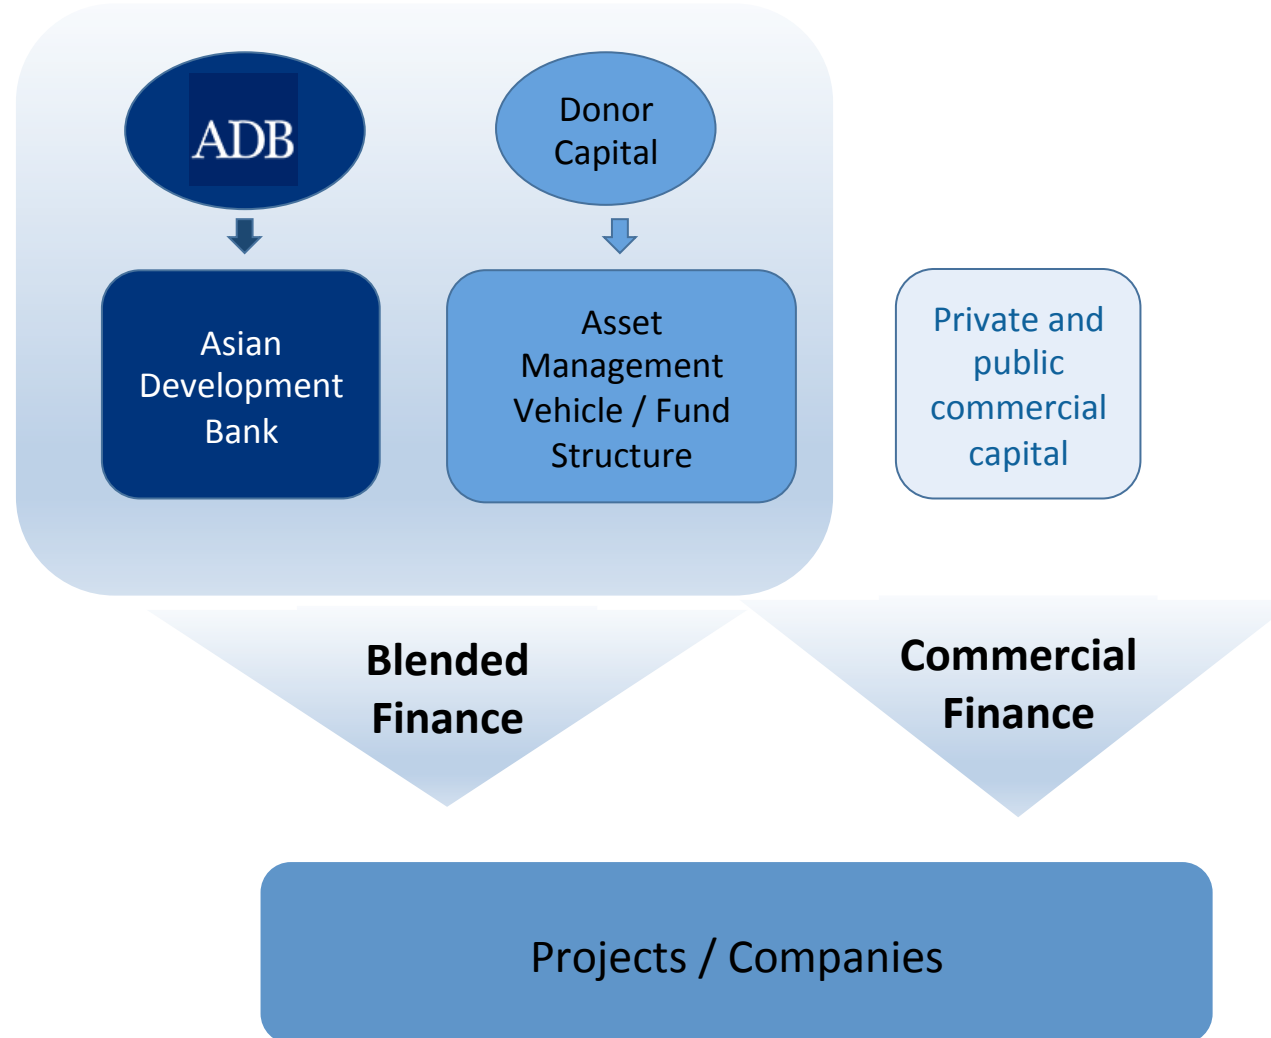 ADB
Donor
Capital
Asian
Development
Bank
Asset
Management
Vehicle / Fund
Structure
Private and
public
commercial
capital
Blended
Finance
Commercial
Finance
Projects / Companies